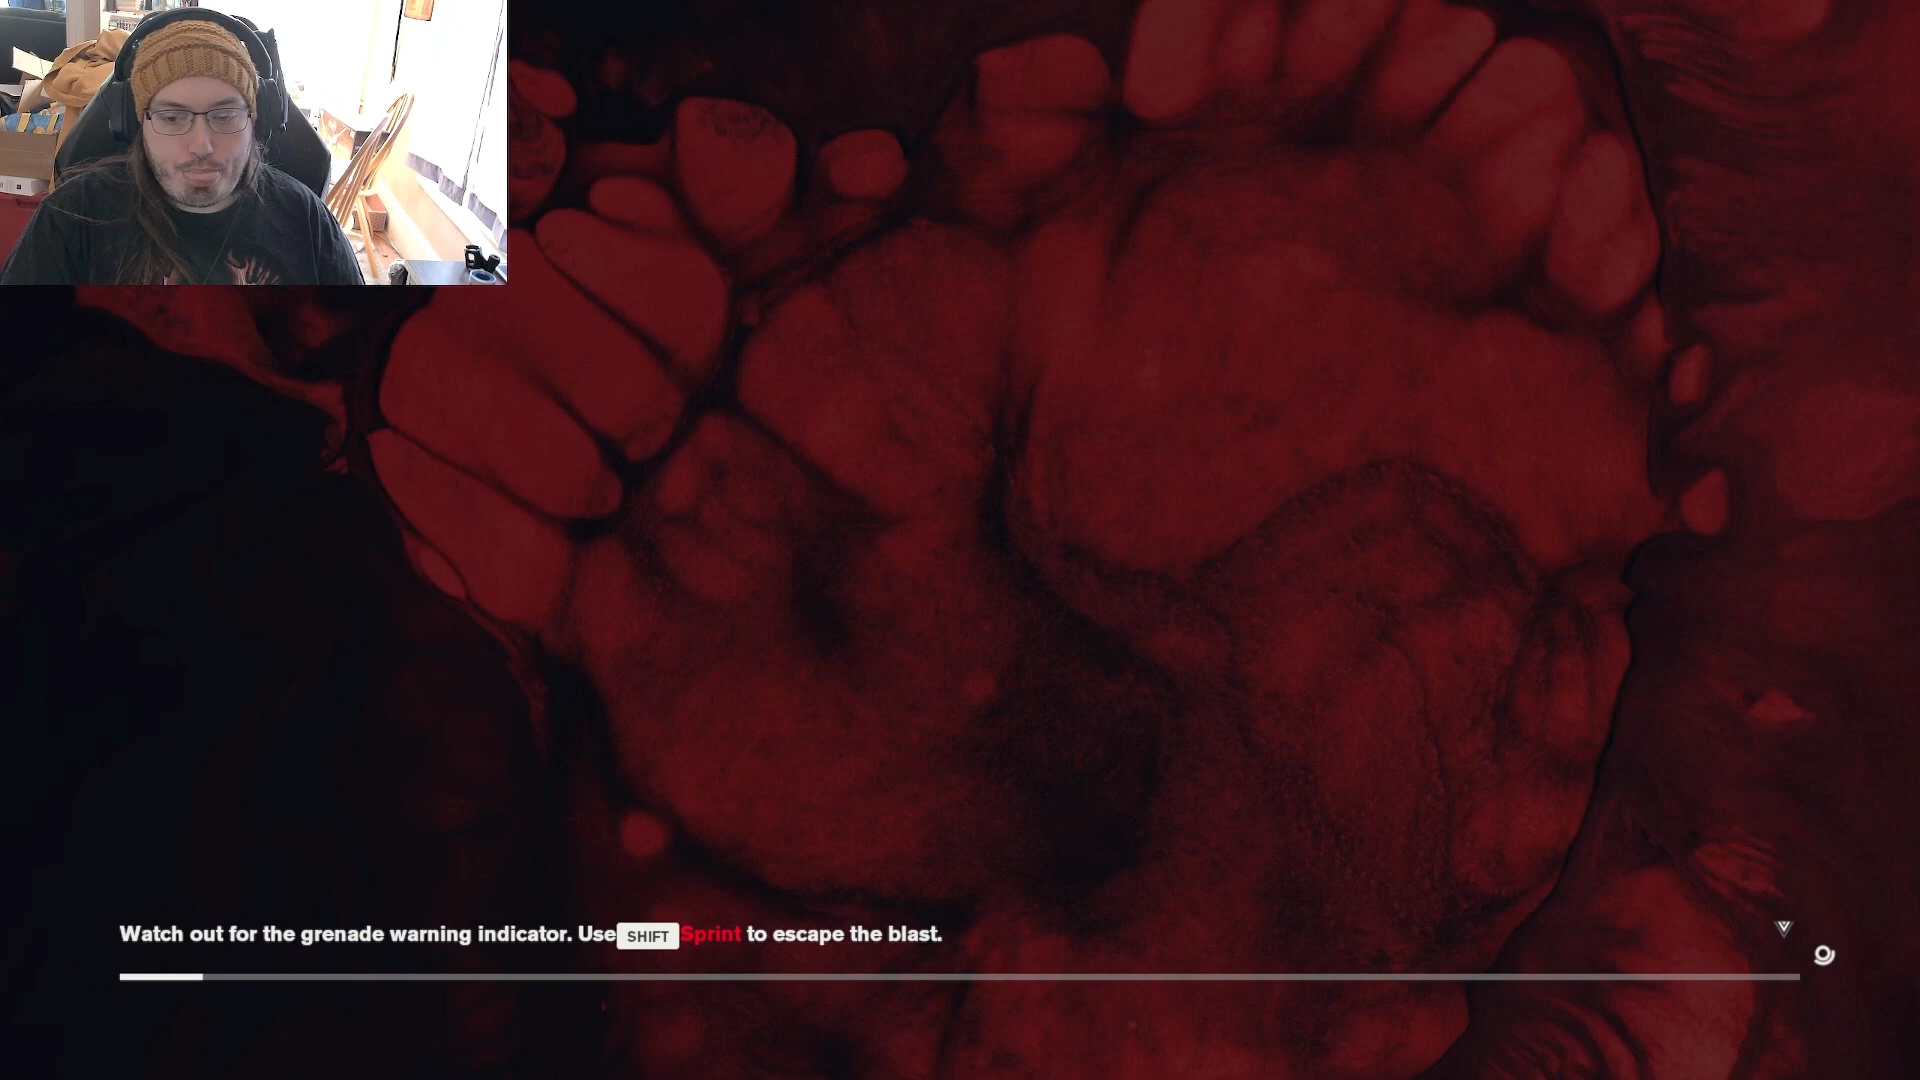 Watch out for the grenade warning indicator. Use SHIFT Sprint to escape the blast.